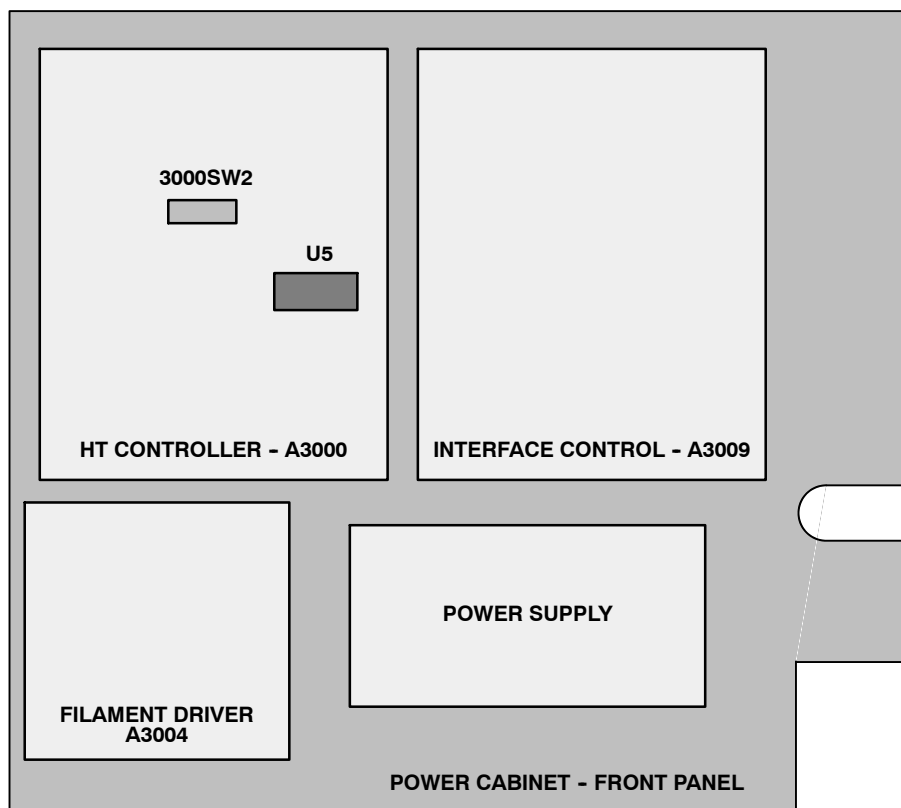 3000SW2
U5
HT CONTROLLER - A3000
INTERFACE CONTROL - A3009
POWER SUPPLY
FILAMENT DRIVER
A3004
POWER CABINET - FRONT PANEL